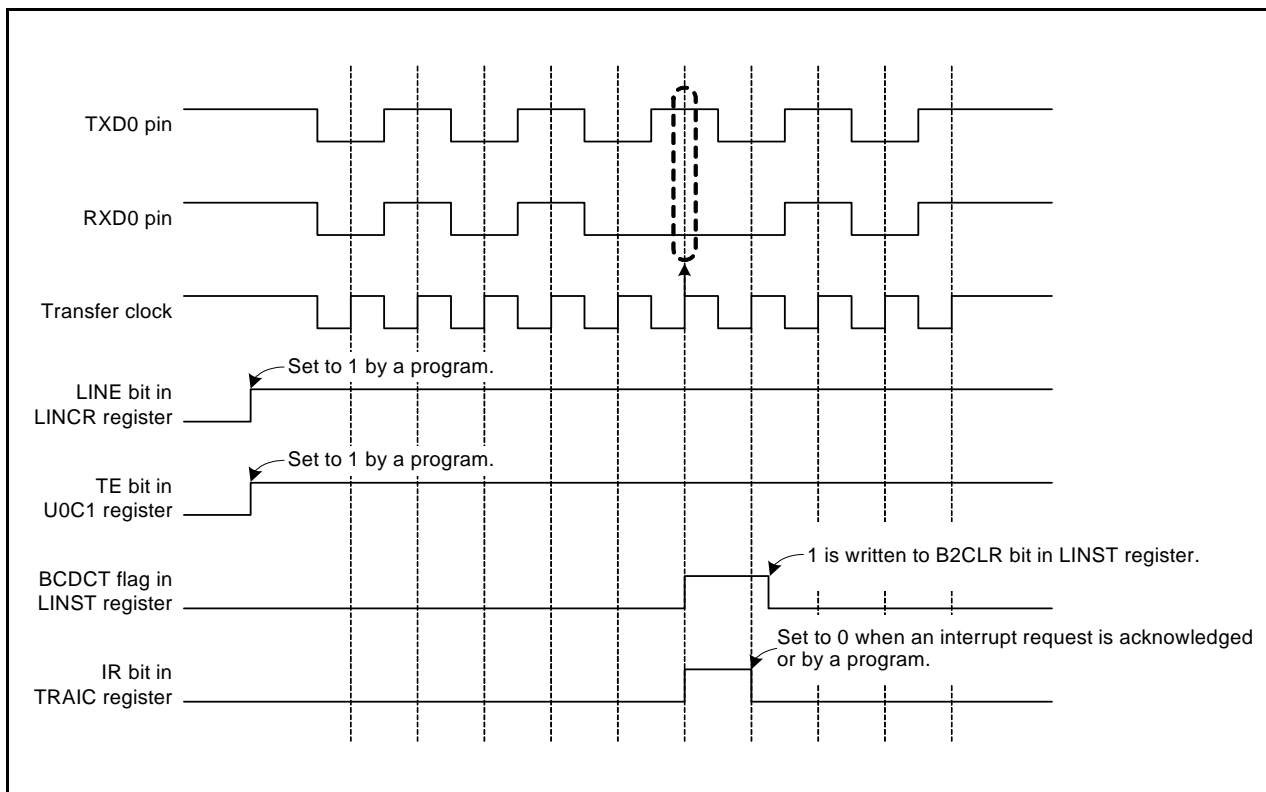 TXD0 pin
RXD0 pin
Transfer clock
Set to 1 by a program.
LINE bit in
LINCR register
Set to 1 by a program.
TE bit in
U0C1 register
1 is written to B2CLR bit in LINST register.
BCDCT flag in
LINST register
Set to 0 when an interrupt request is acknowledged
or by a program.
IR bit in
TRAIC register